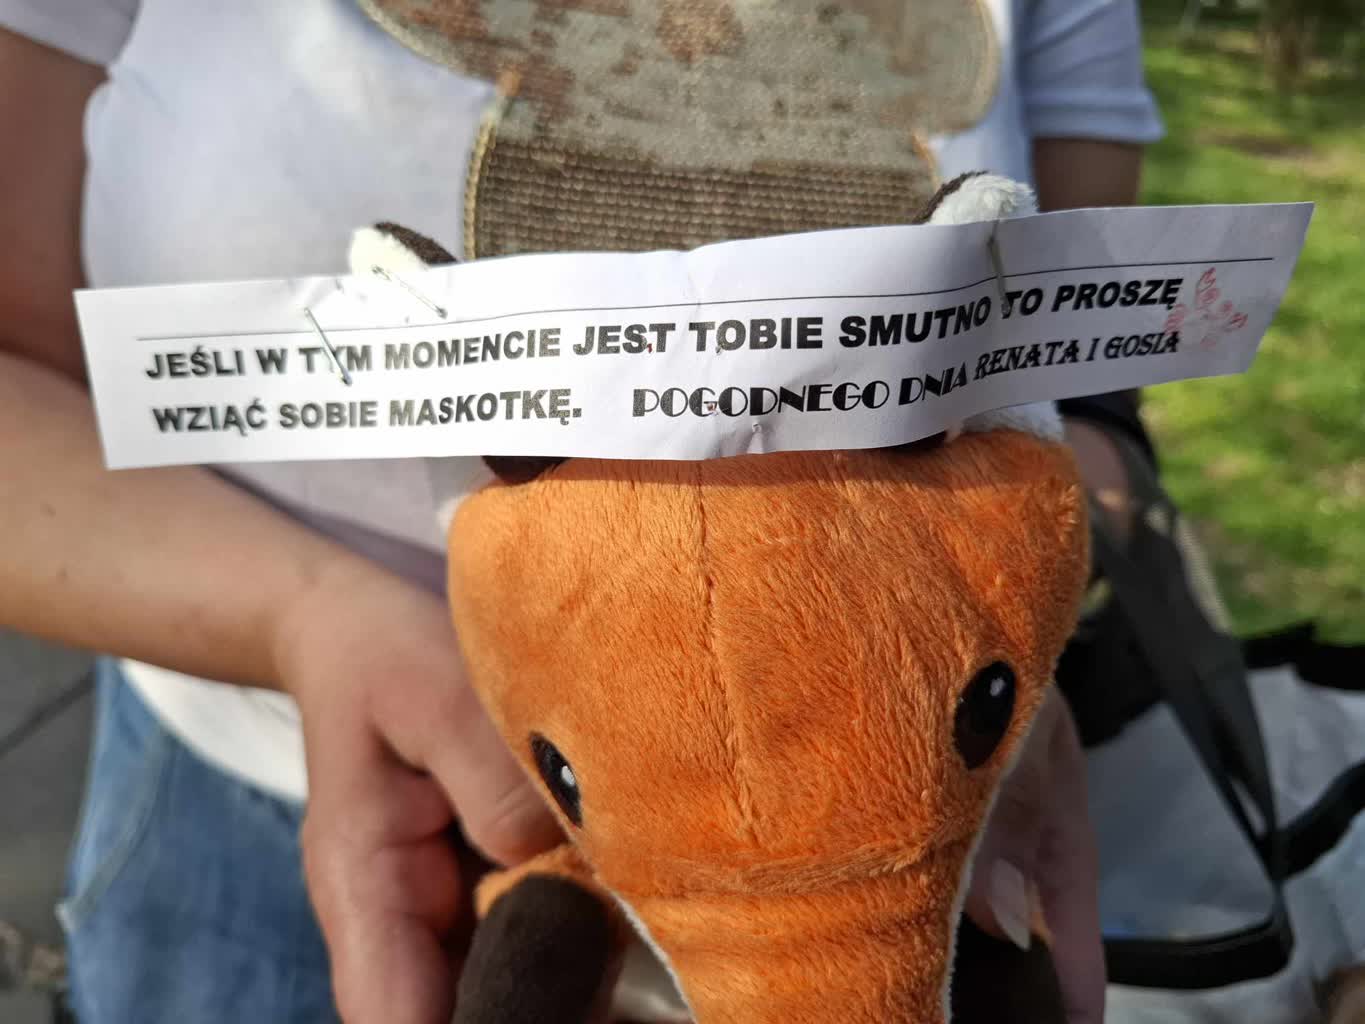 JEŚLI W TYM MOMENCIE JEST TOBIE SMUTNO TO PROSZĘ
WZIĄĆ SOBIE MASKOTKĘ. POGODNEGO DNIA RENATA I GOSIA